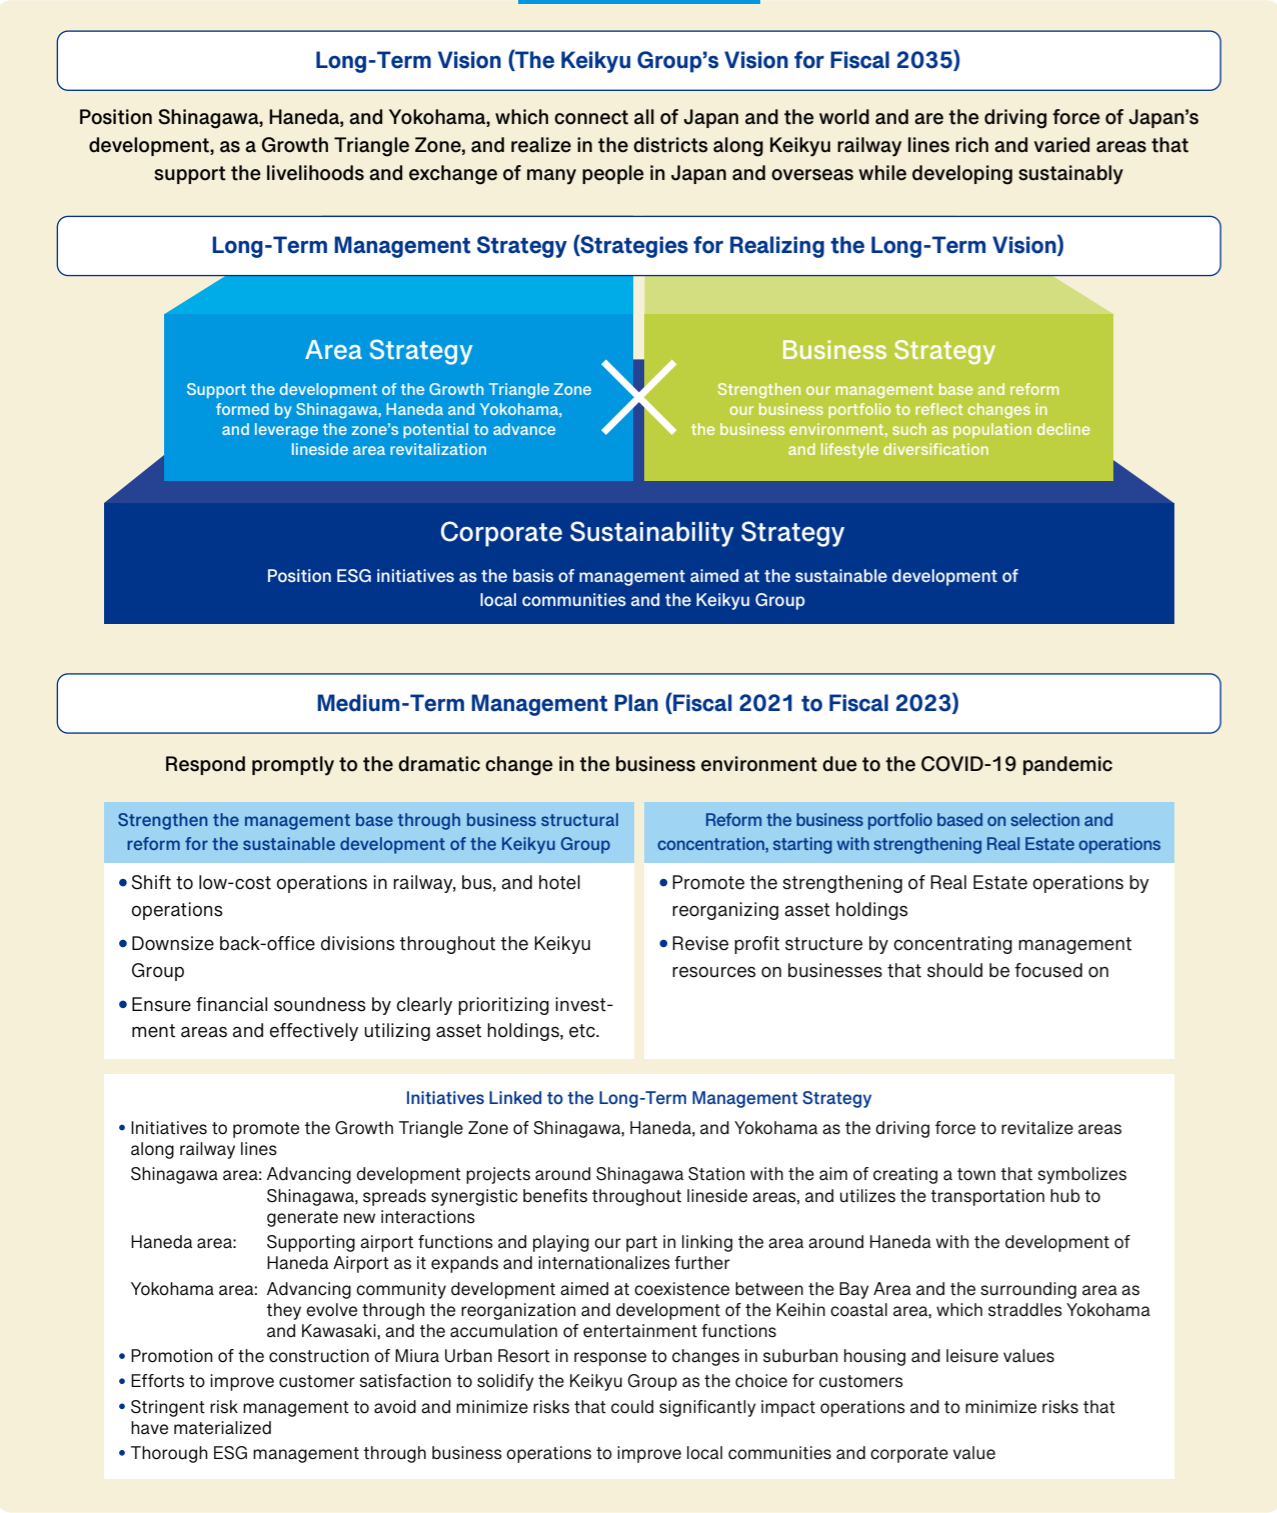 Long-Term Vision (The Keikyu Group's Vision for Fiscal 2035)
Position Shinagawa, Haneda, and Yokohama, which connect all of Japan and the world and are the driving force of Japan's
development, as a Growth Triangle Zone, and realize in the districts along Keikyu railway lines rich and varied areas that
support the livelihoods and exchange of many people in Japan and overseas while developing sustainably
Long-Term Management Strategy (Strategies for Realizing the Long-Term Vision)
Area Strategy
Support the development of the Growth Triangle Zone
formed by Shinagawa, Haneda and Yokohama,
and leverage the zone's potential to advance
lineside area revitalization
Business Strategy
Strengthen our management base and reform
our business portfolio to reflect changes in
the business environment, such as population decline
and lifestyle diversification
Corporate Sustainability Strategy
Position ESG initiatives as the basis of management aimed at the sustainable development of
local communities and the Keikyu Group
Medium-Term Management Plan (Fiscal 2021 to Fiscal 2023)
Respond promptly to the dramatic change in the business environment due to the COVID-19 pandemic
Strengthen the management base through business structural
reform for the sustainable development of the Keikyu Group
• Shift to low-cost operations in railway, bus, and hotel
operations
• Downsize back-office divisions throughout the Keikyu
Group
• Ensure financial soundness by clearly prioritizing invest-
ment areas and effectively utilizing asset holdings, etc.
Reform the business portfolio based on selection and
concentration, starting with strengthening Real Estate operations
• Promote the strengthening of Real Estate operations by
reorganizing asset holdings
• Revise profit structure by concentrating management
resources on businesses that should be focused on
Initiatives Linked to the Long-Term Management Strategy
• Initiatives to promote the Growth Triangle Zone of Shinagawa, Haneda, and Yokohama as the driving force to revitalize areas
along railway lines
Shinagawa area: Advancing development projects around Shinagawa Station with the aim of creating a town that symbolizes
Shinagawa, spreads synergistic benefits throughout lineside areas, and utilizes the transportation hub to
generate new interactions
Haneda area: Supporting airport functions and playing our part in linking the area around Haneda with the development of
Haneda Airport as it expands and internationalizes further
Yokohama area: Advancing community development aimed at coexistence between the Bay Area and the surrounding area as
they evolve through the reorganization and development of the Keihin coastal area, which straddles Yokohama
and Kawasaki, and the accumulation of entertainment functions
• Promotion of the construction of Miura Urban Resort in response to changes in suburban housing and leisure values
• Efforts to improve customer satisfaction to solidify the Keikyu Group as the choice for customers
• Stringent risk management to avoid and minimize risks that could significantly impact operations and to minimize risks that
have materialized
• Thorough ESG management through business operations to improve local communities and corporate value